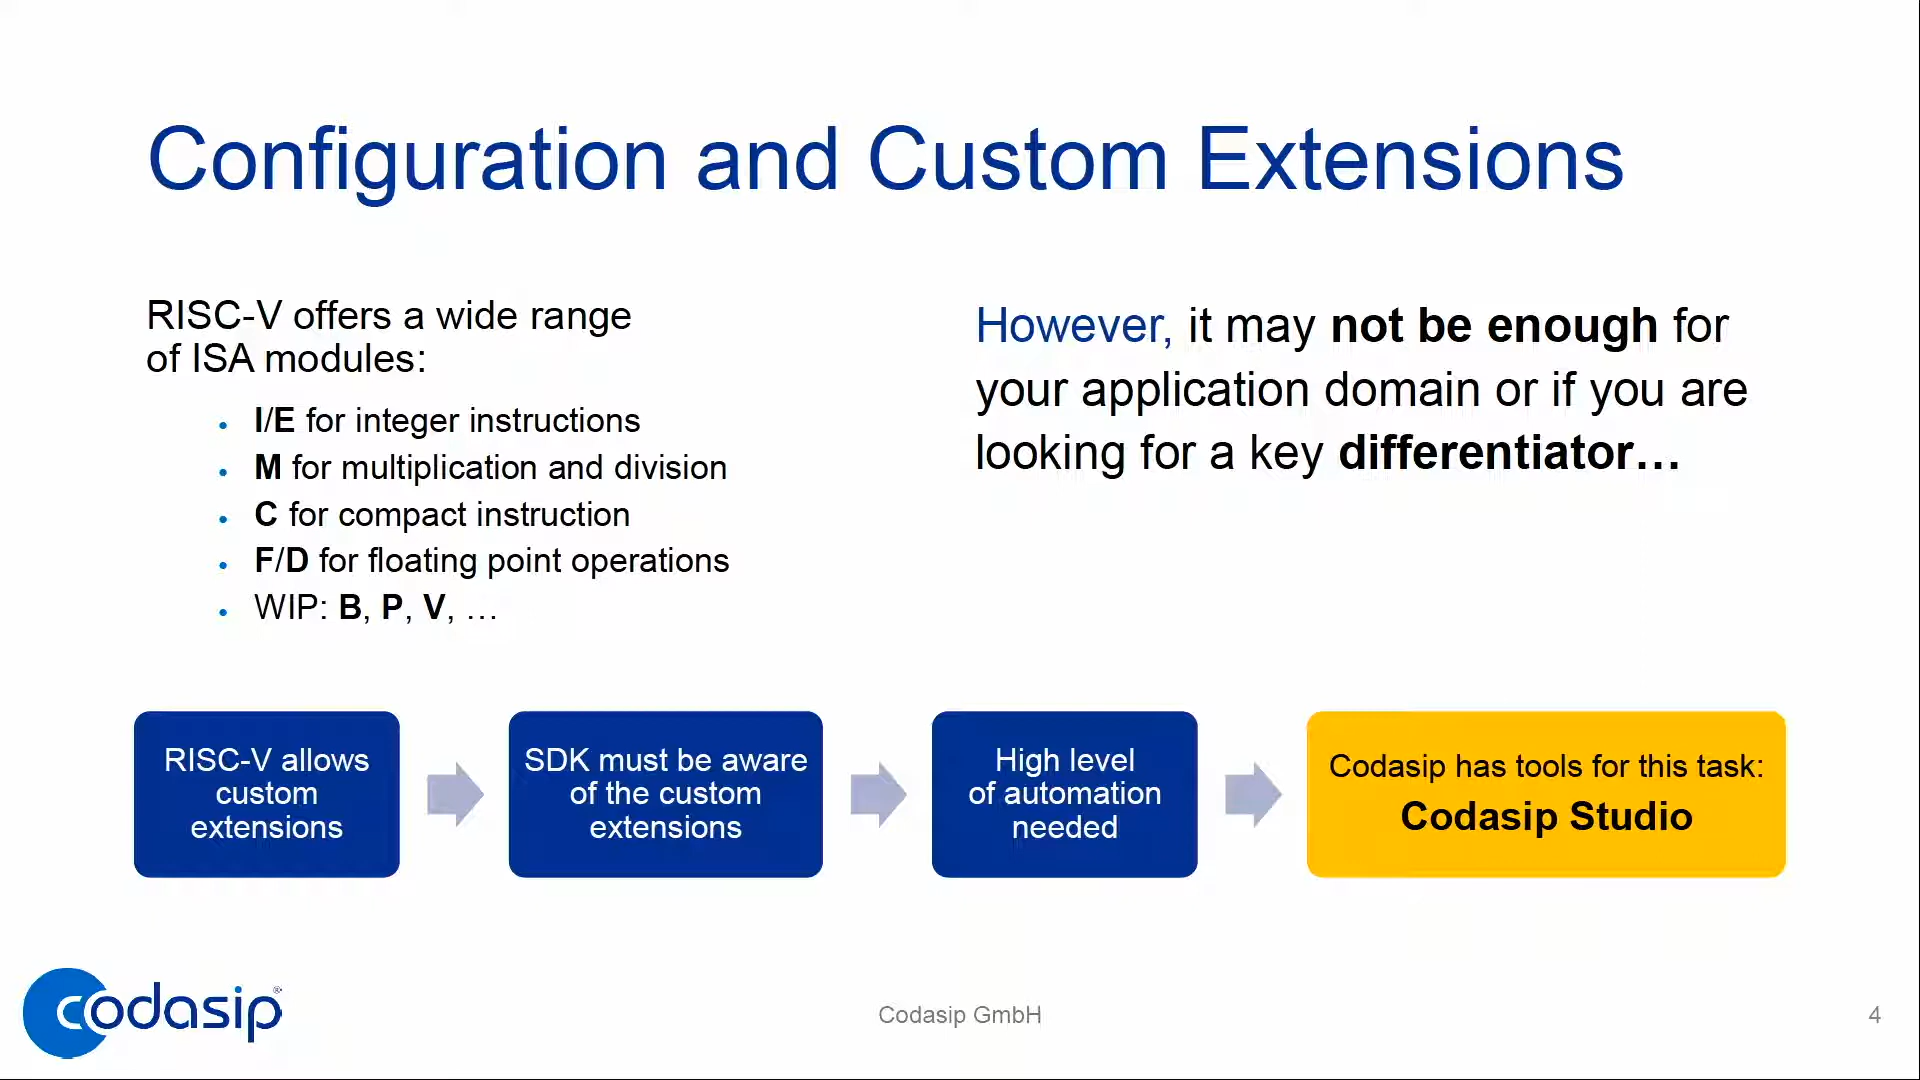 Configuration and Custom Extensions
RISC-V offers a wide range
of ISA modules:
• I/E for integer instructions
• M for multiplication and division
• C for compact instruction
• F/D for floating point operations
• WIP: B, P, V, …
However, it may not be enough for
your application domain or if you are
looking for a key differentiator…
RISC-V allows
custom
extensions
SDK must be aware
of the custom
extensions
High level
of automation
needed
Codasip has tools for this task:
Codasip Studio
codasip®
Codasip GmbH
4